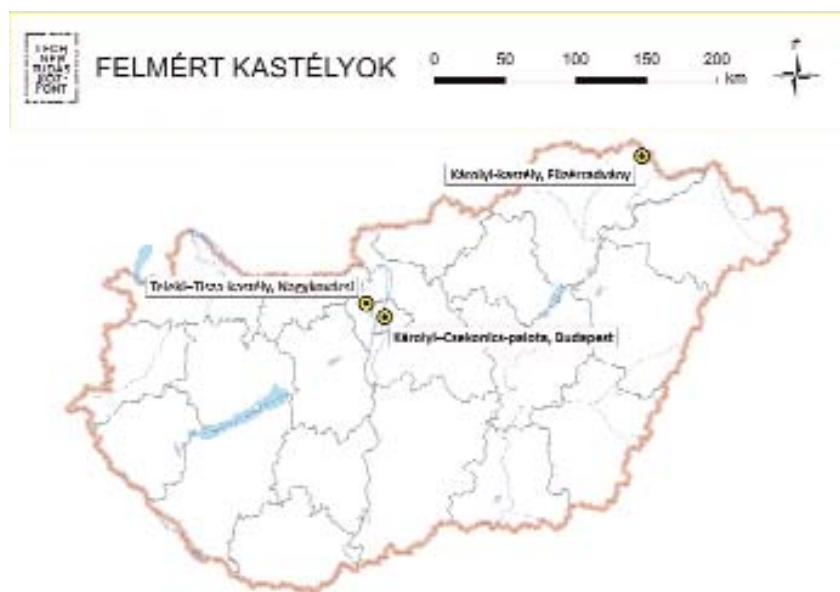 FELMÉRT KASTÉLYOK
0 50 100 150 200
km
Károlyi-kastély, Füzérradvány
Teleki–Tisza-kastély, Nagykovácsi
Károlyi–Csekonics-palota, Budapest